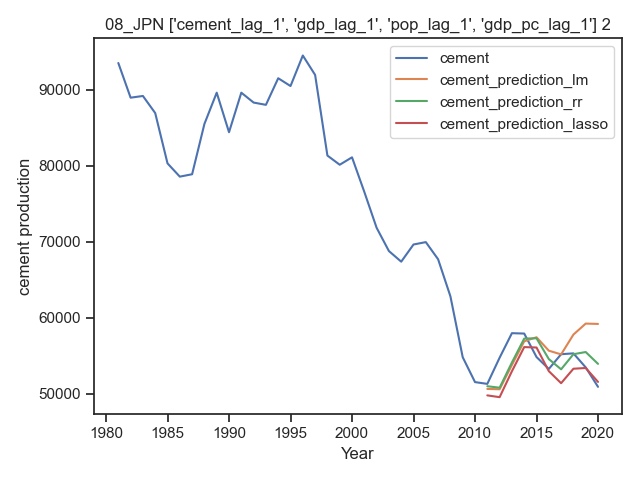 08_JPN ['cement_lag_1', 'gdp_lag_1', 'pop_lag_1', 'gdp_pc_lag_1'] 2
cement
cement_prediction_lm
cement_prediction_rr
cement_prediction_lasso
cement production
90000
80000
70000
60000
50000
1980 1985 1990 1995 2000 2005 2010 2015 2020
Year